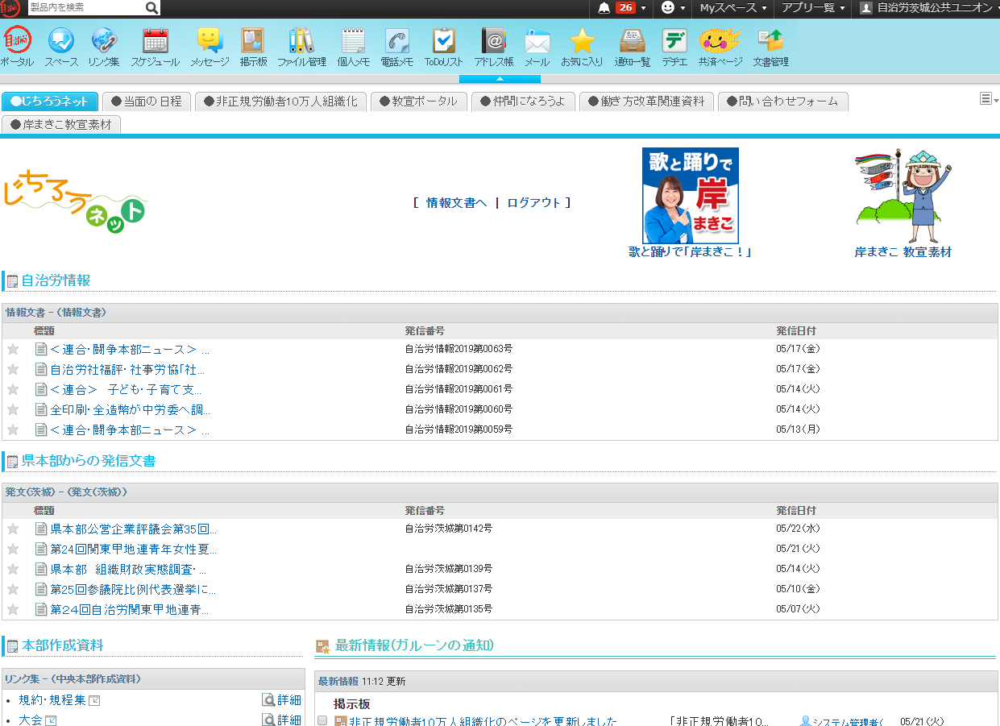 自治労
製品内を検索
26
Myスペース
アプリ一覧
自治労茨城公共ユニオン
自治労
ポータル
スペース
リンク集
スケジュール
メッセージ
掲示板
ファイル管理
個人メモ
電話メモ
ToDoリスト
アドレス帳
メール
お気に入り
通知一覧
デヂエ
共済ページ
文書管理
●じちろうネット
●当面の日程
●非正規労働者10万人組織化
●教宣ポータル
●仲間になろうよ
●働き方改革関連資料
●問い合わせフォーム
●岸まきこ教宣素材
じちろうネット
[ 情報文書へ | ログアウト ]
歌と踊りで
岸
まきこ
歌と踊りで「岸まきこ！」
岸まきこ 教宣素材
自治労情報
情報文書 - （情報文書）
標題 発信番号 発信日付
＜連合・闘争本部ニュース＞ ... 自治労情報2019第0063号 05/17（金）
自治労社福評・社事労協「社... 自治労情報2019第0062号 05/17（金）
＜連合＞　子ども・子育て支... 自治労情報2019第0061号 05/14（火）
全印刷・全造幣が中労委へ調... 自治労情報2019第0060号 05/14（火）
＜連合・闘争本部ニュース＞ ... 自治労情報2019第0059号 05/13（月）
県本部からの発信文書
発文（茨城） - （発文（茨城））
標題 発信番号 発信日付
県本部公営企業評議会第35回... 自治労茨城第0142号 05/22（水）
第24回関東甲地連青年女性夏... 05/21（火）
県本部　組織財政実態調査・... 自治労茨城第0139号 05/14（火）
第25回参議院比例代表選挙に... 自治労茨城第0137号 05/10（金）
第２４回自治労関東甲地連青... 自治労茨城第0135号 05/07（火）
本部作成資料
リンク集 - （中央本部作成資料）
規約・規程集 詳細
大会 詳細
最新情報(ガルーンの通知)
最新情報 11:12 更新
掲示板
非正規労働者10万人組織化のページを更新しました 「非正規労働者10... システム管理者( 05/21（火）